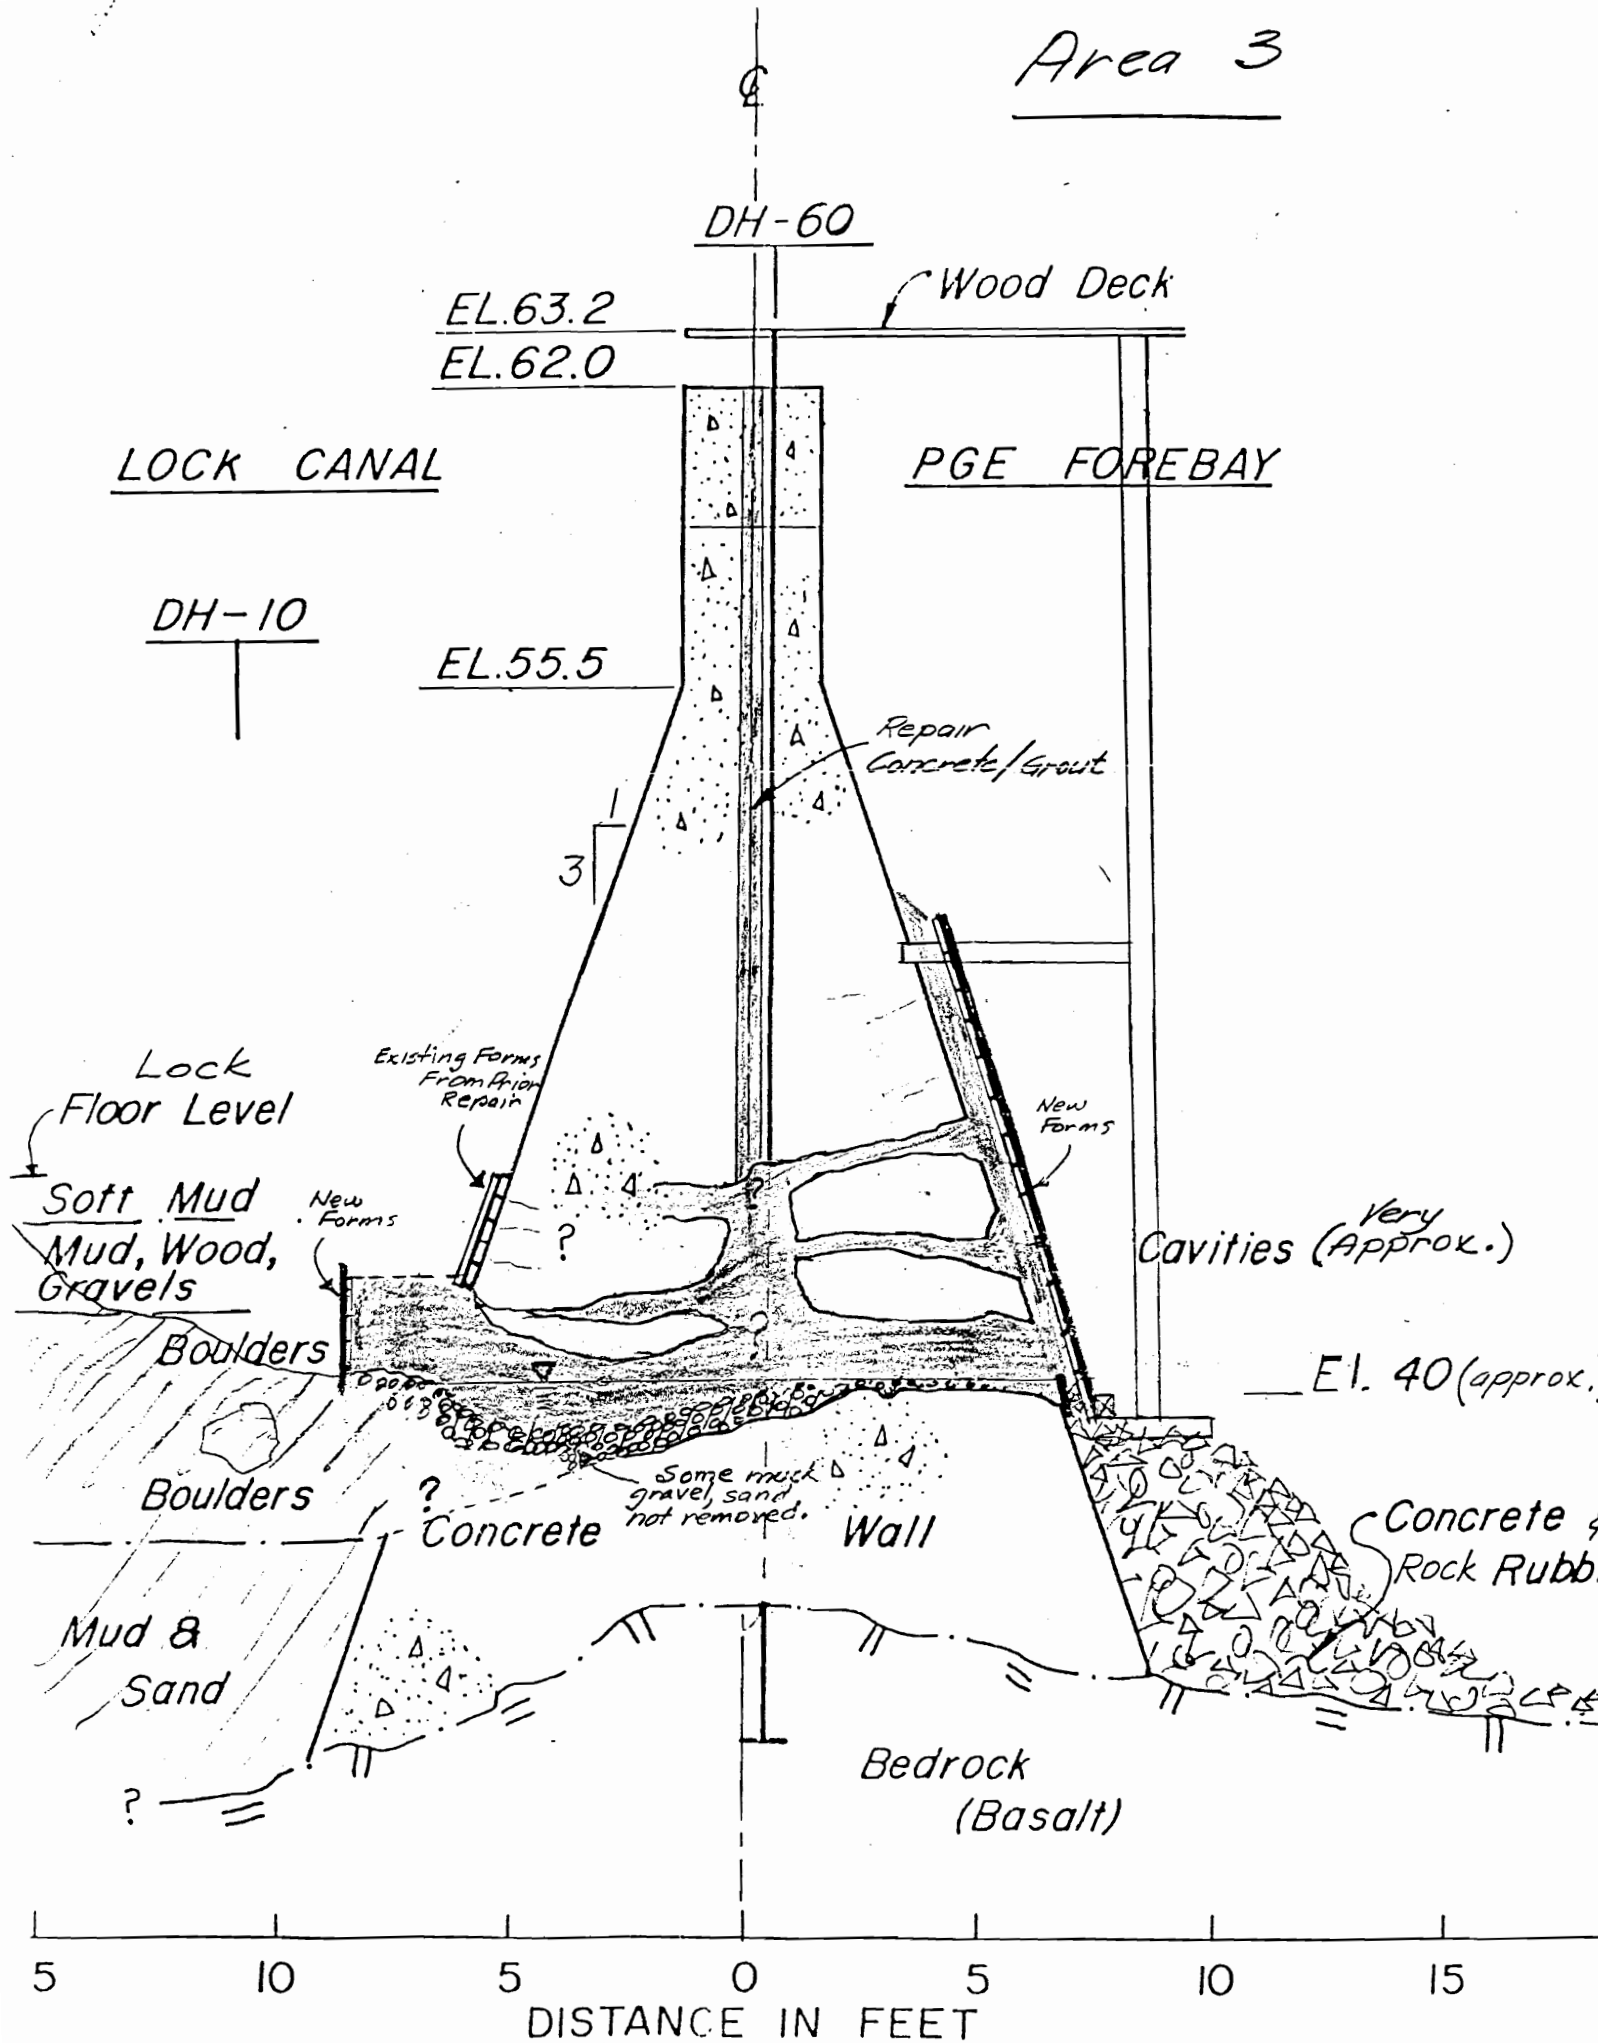 Area 3
℄
DH-60
Wood Deck
EL.63.2
EL.62.0
LOCK CANAL
PGE FOREBAY
DH-10
EL.55.5
Repair
Concrete/Grout
1
3
Existing Forms
From Prior
Repair
Lock
Floor Level
New
Forms
Soft Mud
New
Forms
Mud, Wood,
Gravels
?
?
Very
Cavities (Approx.)
Boulders
?
El. 40 (approx.
Boulders
?
Some muck
gravel, sand
not removed.
Concrete Wall
Concrete
Rock Rubb
Mud &
Sand
Bedrock
(Basalt)
?
5 10 5 0 5 10 15
DISTANCE IN FEET